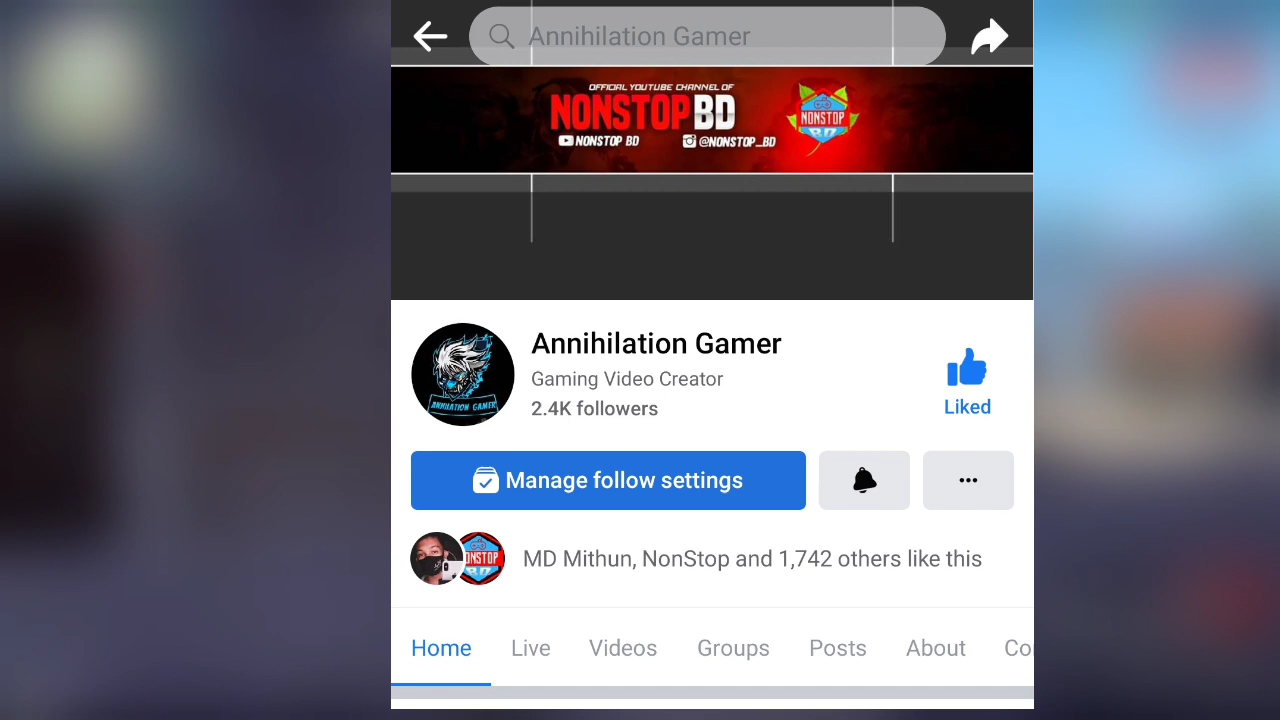 Annihilation Gamer
OFFICIAL YOUTUBE CHANNEL OF
NONSTOP BD
NONSTOP BD @NONSTOP_BD
NONSTOP
BD
Annihilation Gamer
Gaming Video Creator
2.4K followers
ANNIHILATION GAMER
Liked
Manage follow settings
MD Mithun, NonStop and 1,742 others like this
Home Live Videos Groups Posts About Co